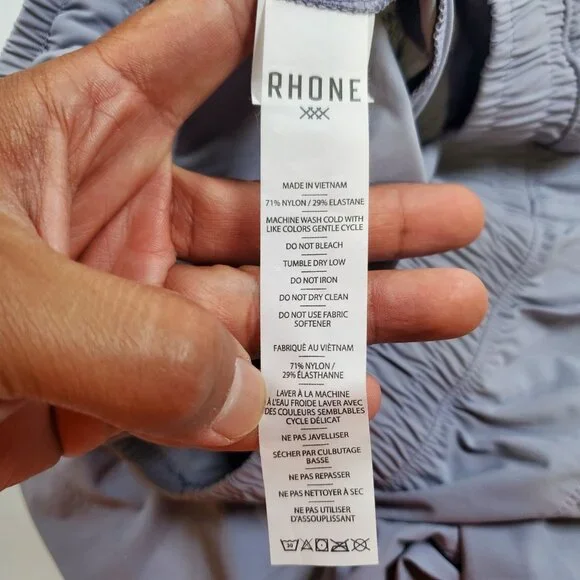 RHONE
MADE IN VIETNAM
71% NYLON / 29% ELASTANE
MACHINE WASH COLD WITH
LIKE COLORS GENTLE CYCLE
DO NOT BLEACH
TUMBLE DRY LOW
DO NOT IRON
DO NOT DRY CLEAN
DO NOT USE FABRIC
SOFTENER
FABRIQUÉ AU VIÊTNAM
71% NYLON /
29% ÉLASTHANNE
LAVER À LA MACHINE
À L'EAU FROIDE LAVER AVEC
DES COULEURS SEMBLABLES
CYCLE DÉLICAT
NE PAS JAVELLISER
SÉCHER PAR CULBUTAGE
BASSE
NE PAS REPASSER
NE PAS NETTOYER À SEC
NE PAS UTILISER
D'ASSOUPLISSANT
30